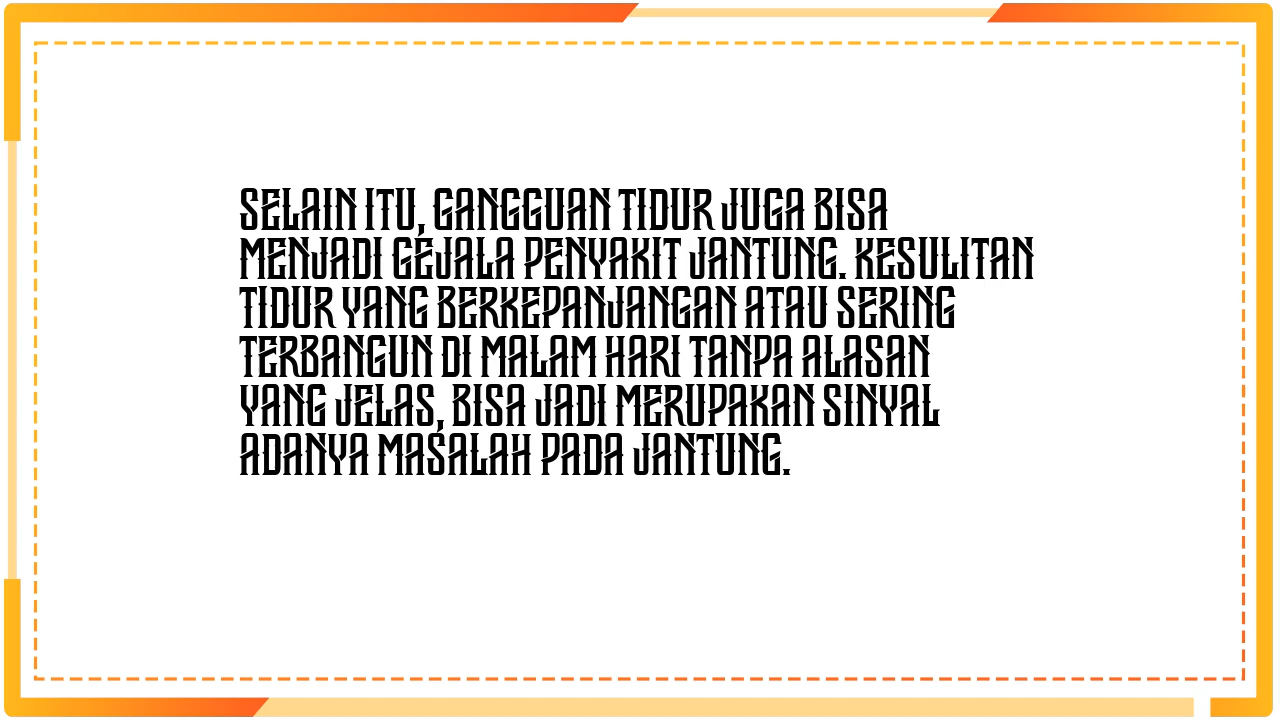 SELAIN ITU, GANGGUAN TIDUR JUGA BISA
MENJADI GEJALA PENYAKIT JANTUNG. KESULITAN
TIDUR YANG BERKEPANJANGAN ATAU SERING
TERBANGUN DI MALAM HARI TANPA ALASAN
YANG JELAS, BISA JADI MERUPAKAN SINYAL
ADANYA MASALAH PADA JANTUNG.